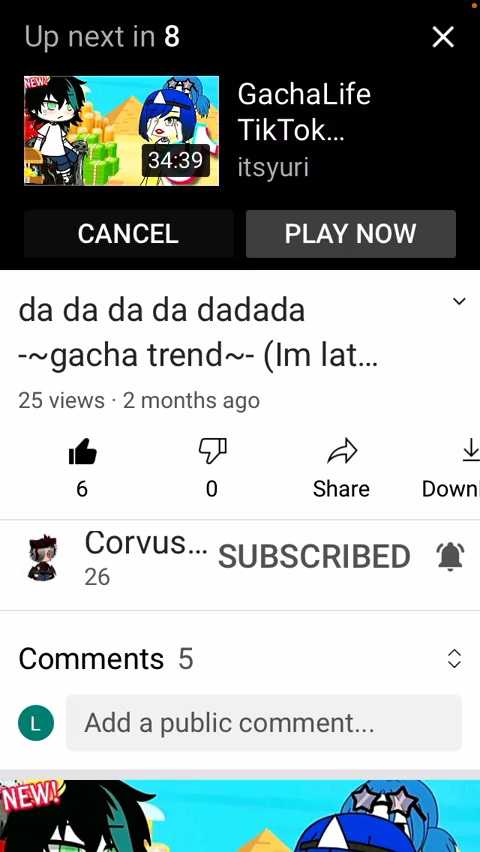 Up next in 8
NEW!
34:39
GachaLife
TikTok...
itsyuri
CANCEL
PLAY NOW
da da da da dadada
-~gacha trend~- (Im lat...
25 views · 2 months ago
6
0
Share
Downl
Corvus...
26
SUBSCRIBED
Comments 5
L
Add a public comment...
NEW!